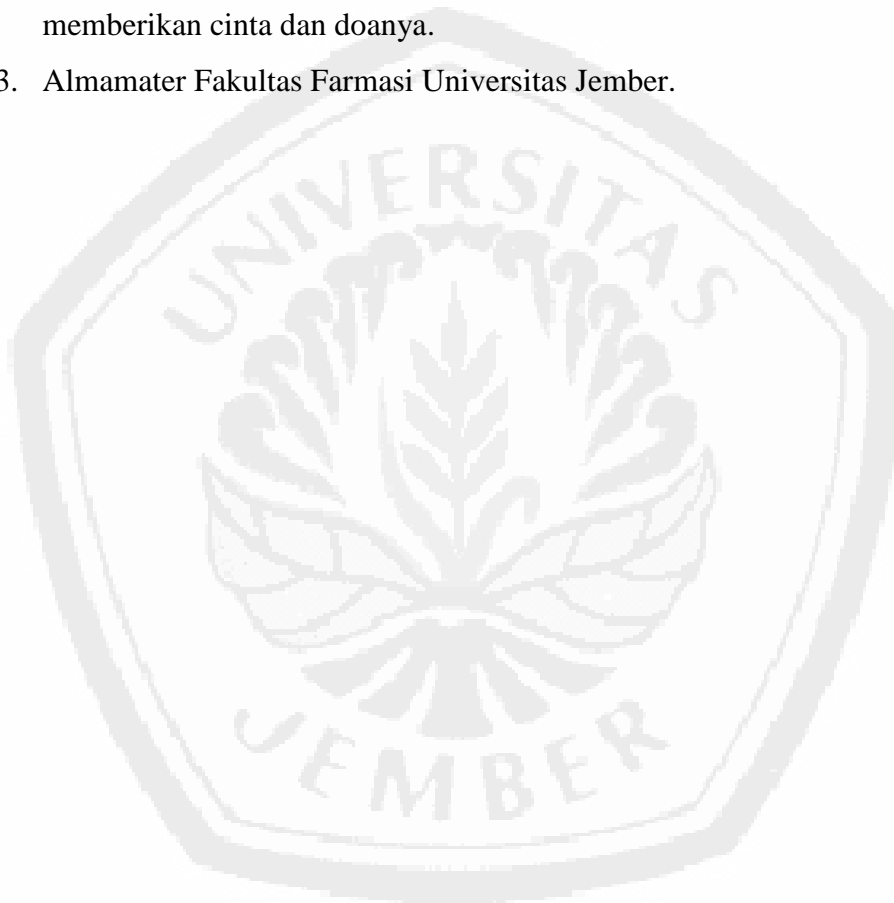 memberikan cinta dan doanya.
3. Almamater Fakultas Farmasi Universitas Jember.
UNIVERSITAS
JEMBER